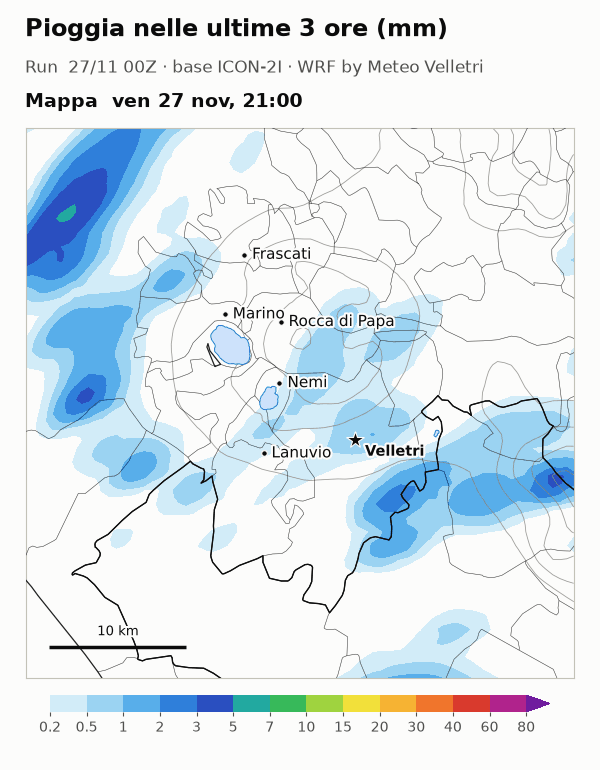 Pioggia nelle ultime 3 ore (mm)
Run 27/11 00Z · base ICON-2I · WRF by Meteo Velletri
Mappa ven 27 nov, 21:00
Frascati
Marino
Rocca di Papa
Nemi
Velletri
Lanuvio
10 km
0.2 0.5 1 2 3 5 7 10 15 20 30 40 60 80